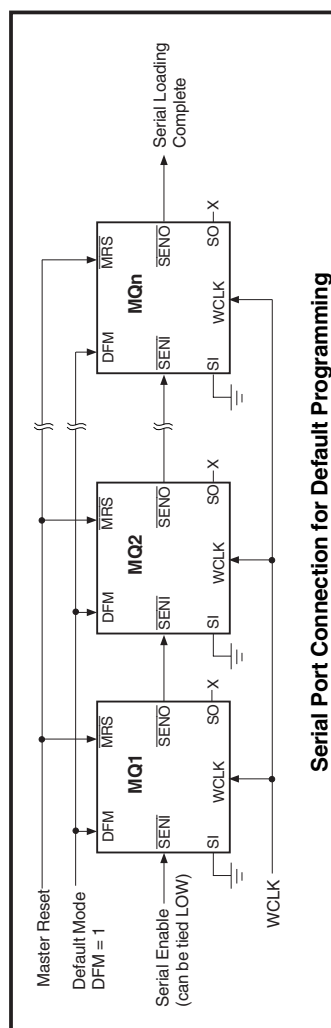 Master Reset
Default Mode
DFM = 1
DFM
MRS
DFM
MRS
DFM
MRS
MQ1
MQ2
MQn
Serial Enable
(can be tied LOW)
SENI
SENO
SENI
SENO
SENI
SENO
Serial Loading
Complete
SI
WCLK
SO
X
SI
WCLK
SO
X
SI
WCLK
SO
X
WCLK
Serial Port Connection for Default Programming